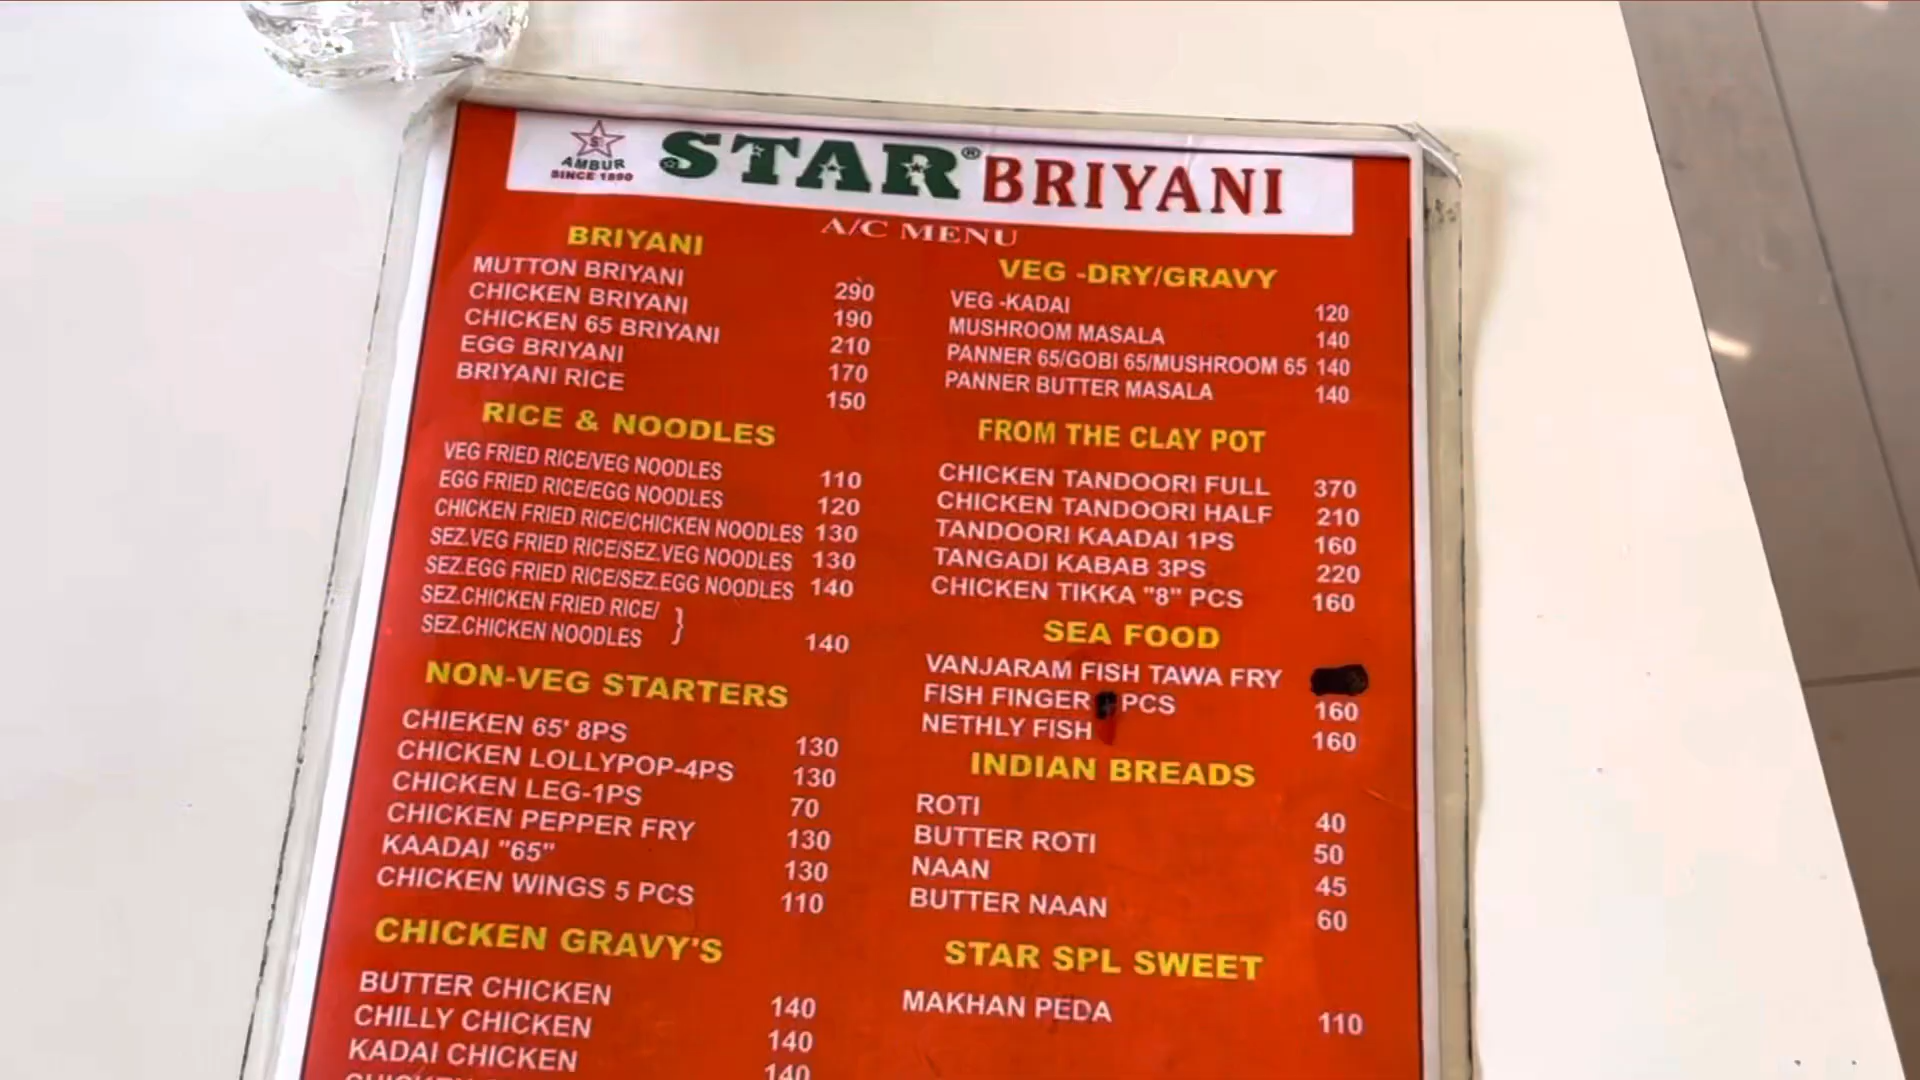 AMBUR
SINCE 1890
STAR® BRIYANI
A/C MENU
BRIYANI
MUTTON BRIYANI 290
CHICKEN BRIYANI 190
CHICKEN 65 BRIYANI 210
EGG BRIYANI 170
BRIYANI RICE 150
RICE & NOODLES
VEG FRIED RICE/VEG NOODLES 110
EGG FRIED RICE/EGG NOODLES 120
CHICKEN FRIED RICE/CHICKEN NOODLES 130
SEZ.VEG FRIED RICE/SEZ.VEG NOODLES 130
SEZ.EGG FRIED RICE/SEZ.EGG NOODLES 140
SEZ.CHICKEN FRIED RICE/
SEZ.CHICKEN NOODLES } 140
NON-VEG STARTERS
CHIEKEN 65' 8PS 130
CHICKEN LOLLYPOP-4PS 130
CHICKEN LEG-1PS 70
CHICKEN PEPPER FRY 130
KAADAI "65" 130
CHICKEN WINGS 5 PCS 110
CHICKEN GRAVY'S
BUTTER CHICKEN 140
CHILLY CHICKEN 140
KADAI CHICKEN 140
VEG -DRY/GRAVY
VEG -KADAI 120
MUSHROOM MASALA 140
PANNER 65/GOBI 65/MUSHROOM 65 140
PANNER BUTTER MASALA 140
FROM THE CLAY POT
CHICKEN TANDOORI FULL 370
CHICKEN TANDOORI HALF 210
TANDOORI KAADAI 1PS 160
TANGADI KABAB 3PS 220
CHICKEN TIKKA "8" PCS 160
SEA FOOD
VANJARAM FISH TAWA FRY
FISH FINGER PCS 160
NETHLY FISH 160
INDIAN BREADS
ROTI 40
BUTTER ROTI 50
NAAN 45
BUTTER NAAN 60
STAR SPL SWEET
MAKHAN PEDA 110